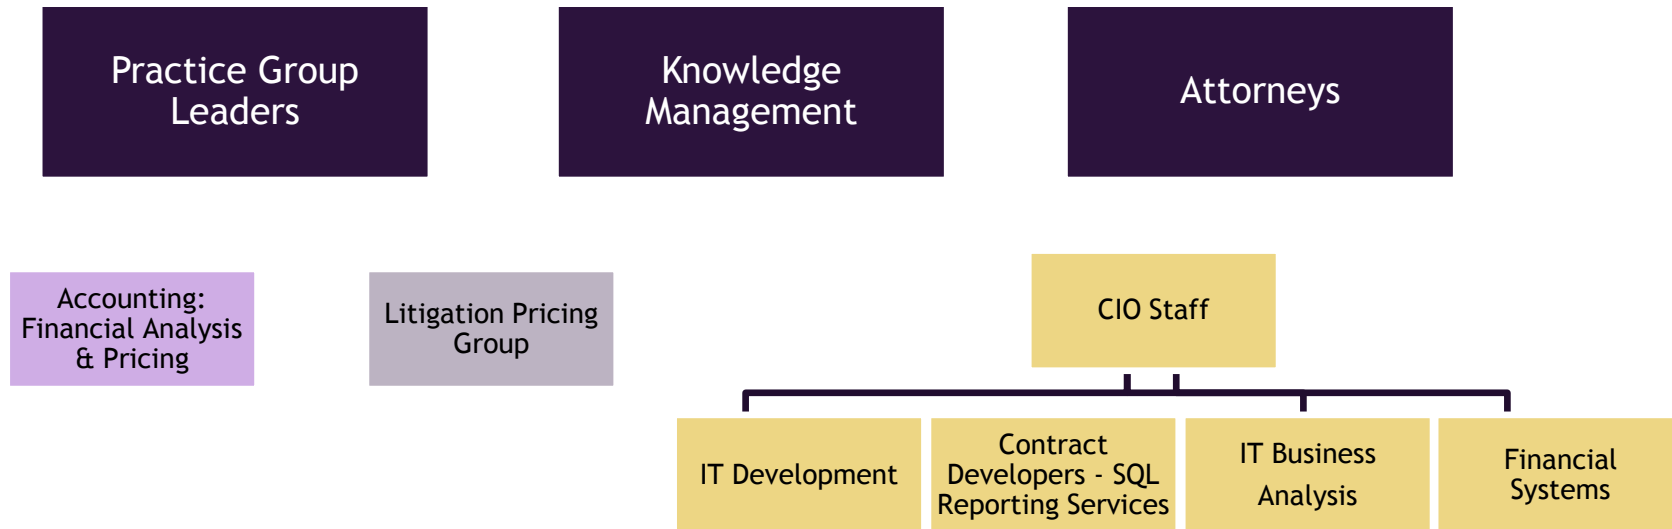 Practice Group
Leaders
Knowledge
Management
Attorneys
Accounting:
Financial Analysis
& Pricing
Litigation Pricing
Group
CIO Staff
IT Development
Contract
Developers - SQL
Reporting Services
IT Business
Analysis
Financial
Systems